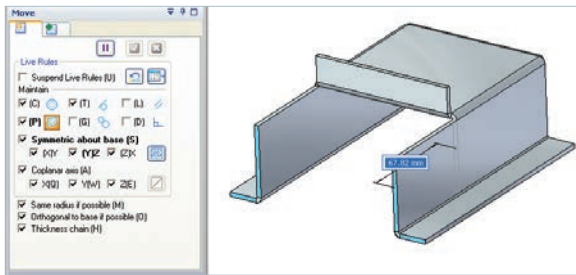 Move
Live Rules
Suspend Live Rules (U)
Maintain
(C) (T) (L)
(P) (G) (D)
Symmetric about base (S)
(X)Y (Y)Z (Z)X
Coplanar axis (A)
X(Q) Y(W) Z(E)
Same radius if possible (M)
Orthogonal to base if possible (O)
Thickness chain (H)
67.82 mm